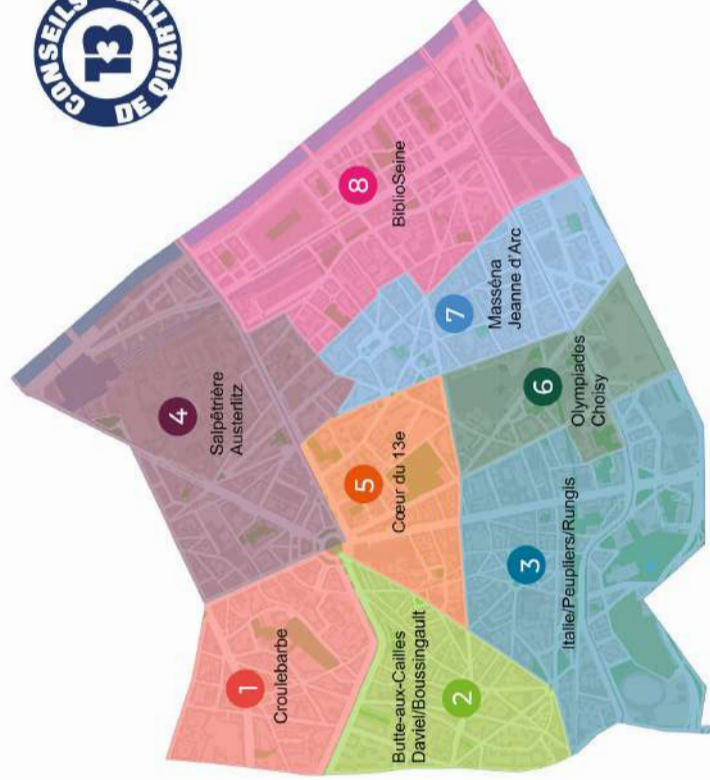 CONSEILS
13
DE QUARTIE
1
Croulebarbe
2
Butte-aux-Cailles
Daviel/Boussingault
3
Italie/Peupliers/Rungis
4
Salpêtrière
Austerlitz
5
Cœur du 13e
6
Olympiades
Choisy
7
Masséna
Jeanne d'Arc
8
BiblioSeine